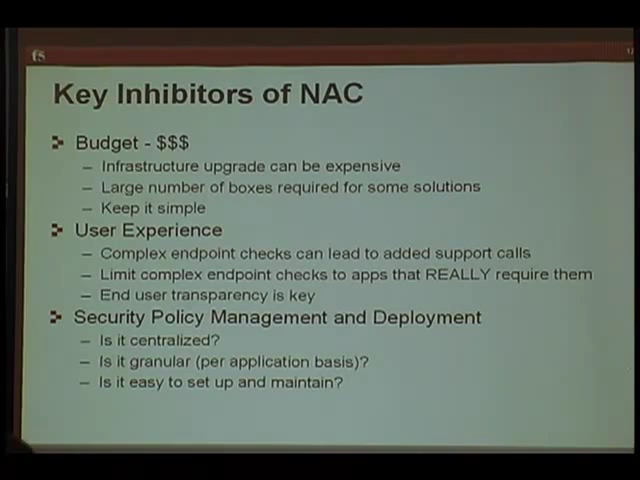 f5
Key Inhibitors of NAC
Budget - $$$
– Infrastructure upgrade can be expensive
– Large number of boxes required for some solutions
– Keep it simple
User Experience
– Complex endpoint checks can lead to added support calls
– Limit complex endpoint checks to apps that REALLY require them
– End user transparency is key
Security Policy Management and Deployment
– Is it centralized?
– Is it granular (per application basis)?
– Is it easy to set up and maintain?